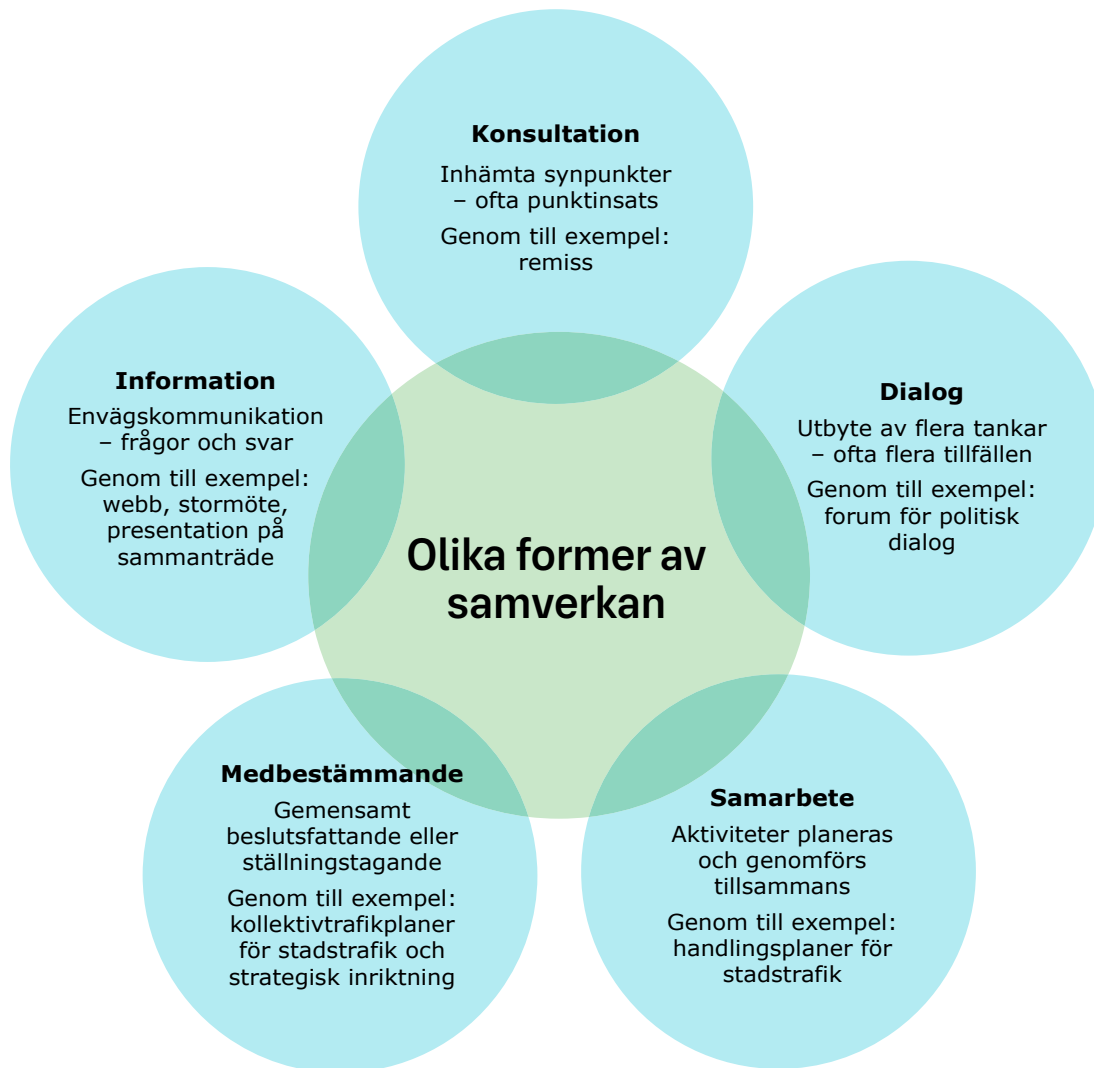 Konsultation
Inhämta synpunkter
– ofta punktinsats
Genom till exempel:
remiss
Information
Envägskommunikation
– frågor och svar
Genom till exempel:
webb, stormöte,
presentation på
sammanträde
Dialog
Utbyte av flera tankar
– ofta flera tillfällen
Genom till exempel:
forum för politisk
dialog
Olika former av
samverkan
Medbestämmande
Gemensamt
beslutsfattande eller
ställningstagande
Genom till exempel:
kollektivtrafikplaner
för stadstrafik och
strategisk inriktning
Samarbete
Aktiviteter planeras
och genomförs
tillsammans
Genom till exempel:
handlingsplaner för
stadstrafik